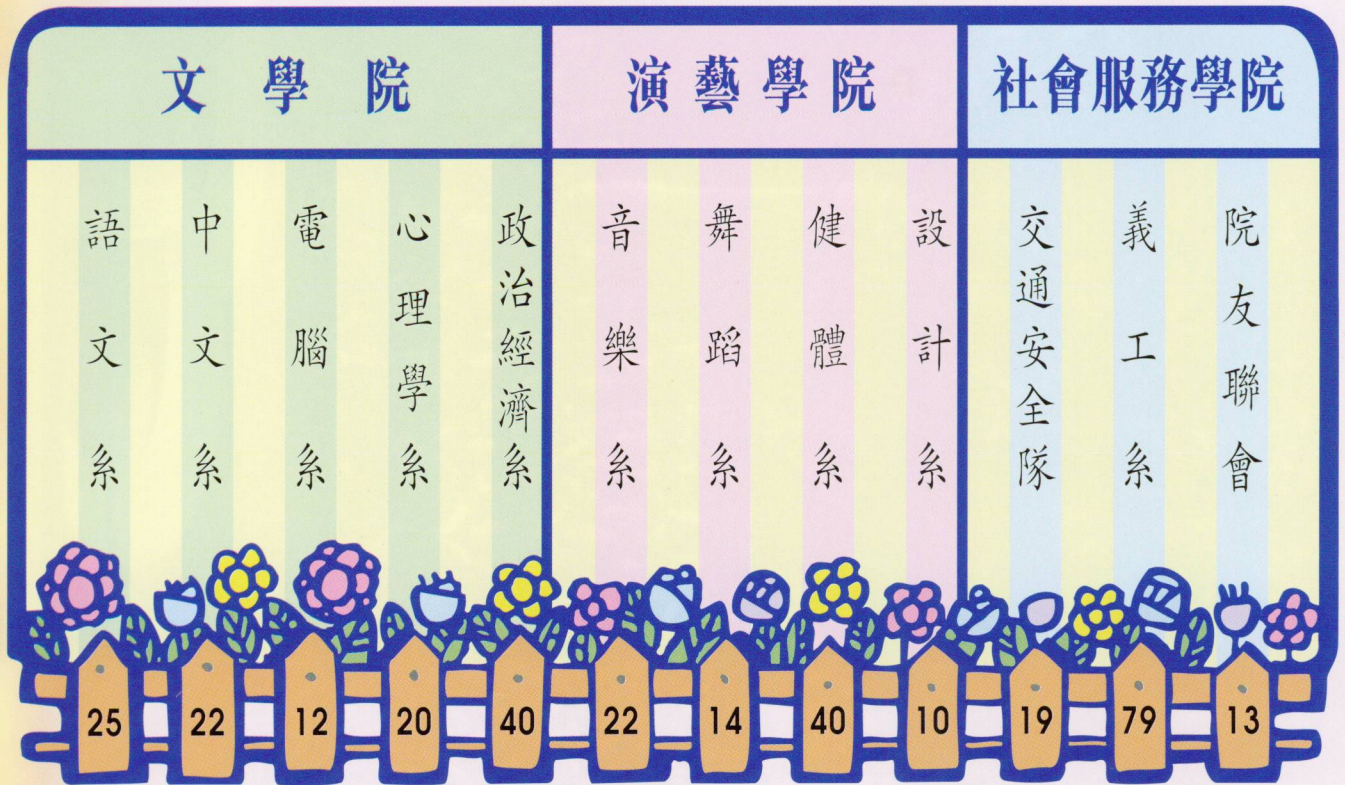 文學院
演藝學院
社會服務學院
語文系
中文系
電腦系
心理學系
政治經濟系
音樂系
舞蹈系
健體系
設計系
交通安全隊
義工系
院友聯會
25
22
12
20
40
22
14
40
10
19
79
13